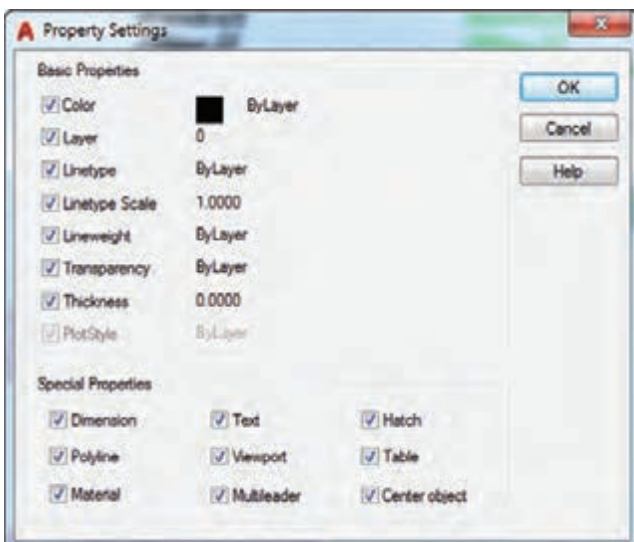 Property Settings
Basic Properties
Color ByLayer
Layer 0
Linetype ByLayer
Linetype Scale 1.0000
Lineweight ByLayer
Transparency ByLayer
Thickness 0.0000
PlotStyle ByLayer
Special Properties
Dimension Text Hatch
Polyline Viewport Table
Material Multileader Center object
OK
Cancel
Help